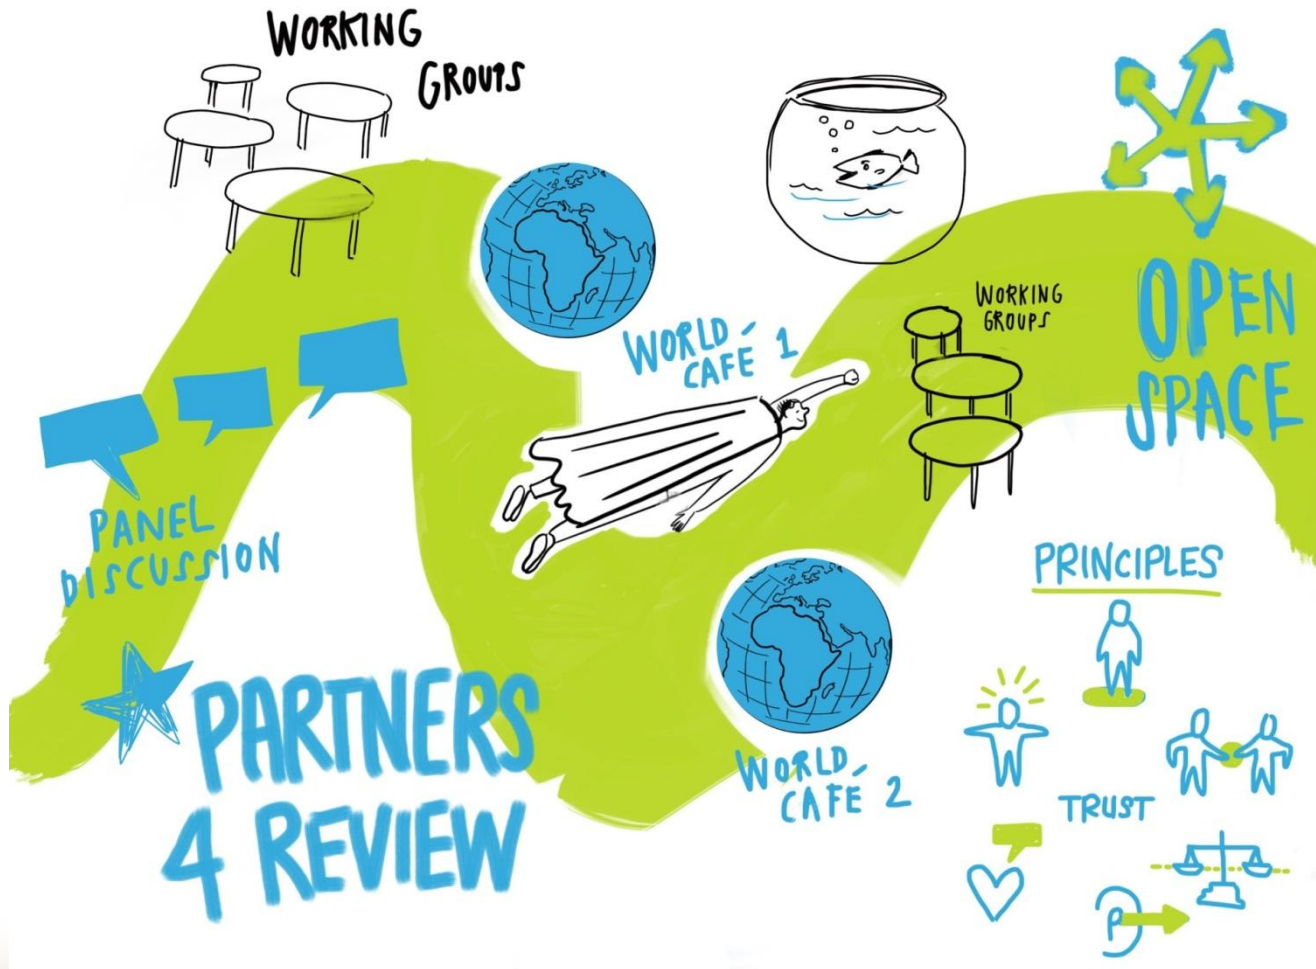 WORKING
GROUPS
WORLD
CAFÉ 1
WORKING
GROUPS
OPEN
SPACE
PANEL
DISCUSSION
PRINCIPLES
PARTNERS
4 REVIEW
WORLD
CAFÉ 2
TRUST